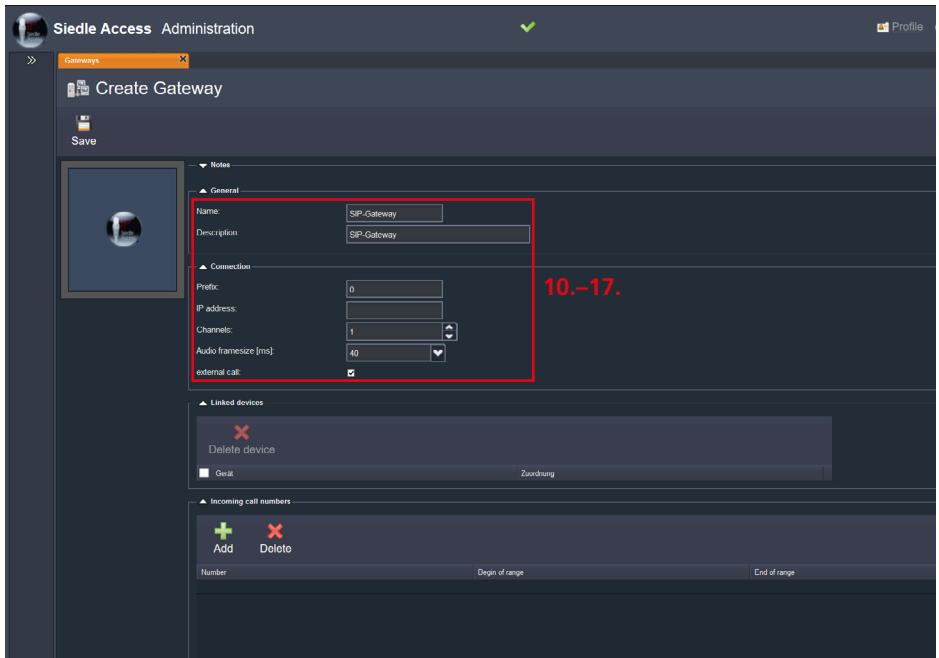 Siedle Access Administration
Profile
Gateways
Create Gateway
Save
Notes
General
Name: SIP-Gateway
Description SIP-Gateway
Connection
Prefix: 0
10.–17.
IP address:
Channels: 1
Audio framesize [ms]: 40
external call:
Linked devices
Delete device
Gerät Zuordnung
Incoming call numbers
Add Delete
Number Begin of range End of range